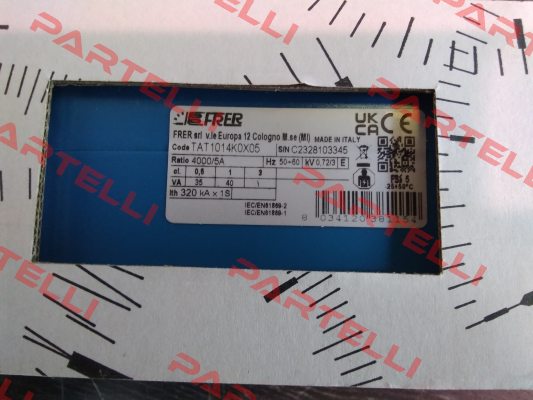 FRER
FRER srl v.le Europa 12 Cologno M.se (MI) MADE IN ITALY
Code TAT1014K0X05 S/N C2328103345
Ratio 4000/5A Hz 50÷60 kV 0,72/3 E
cl. 0,5 1 3
VA 35 40 \
Ith 320 kA x 1S
-25+50°C
IEC/EN61869-2
IEC/EN61869-1
UK CA CE
PARTELLI
PARTELLI
PARTELLI
PARTELLI
PARTELLI